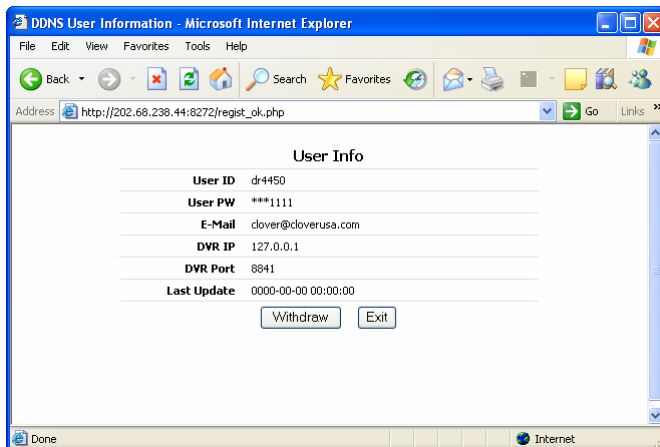 DDNS User Information - Microsoft Internet Explorer
File Edit View Favorites Tools Help
Back Search Favorites
Address http://202.68.238.44:8272/regist_ok.php Go Links »
User Info
User ID dr4450
User PW ***1111
E-Mail clover@cloverusa.com
DVR IP 127.0.0.1
DVR Port 8841
Last Update 0000-00-00 00:00:00
Withdraw Exit
Done Internet